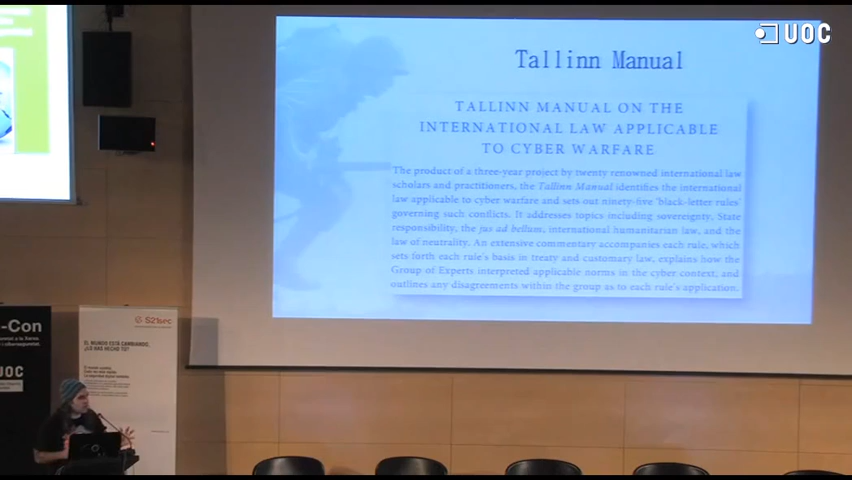 UOC
Tallinn Manual
TALLINN MANUAL ON THE
INTERNATIONAL LAW APPLICABLE
TO CYBER WARFARE
The product of a three-year project by twenty renowned international law
scholars and practitioners, the Tallinn Manual identifies the international
law applicable to cyber warfare and sets out ninety-five 'black-letter rules'
governing such conflicts. It addresses topics including sovereignty, State
responsibility, the jus ad bellum, international humanitarian law, and the
law of neutrality. An extensive commentary accompanies each rule, which
sets forth each rule's basis in treaty and customary law, explains how the
Group of Experts interpreted applicable norms in the cyber context, and
outlines any disagreements within the group as to each rule's application.
-Con
UOC
S21sec
EL MUNDO ESTÁ CAMBIANDO,
¿LO HAS HECHO TÚ?